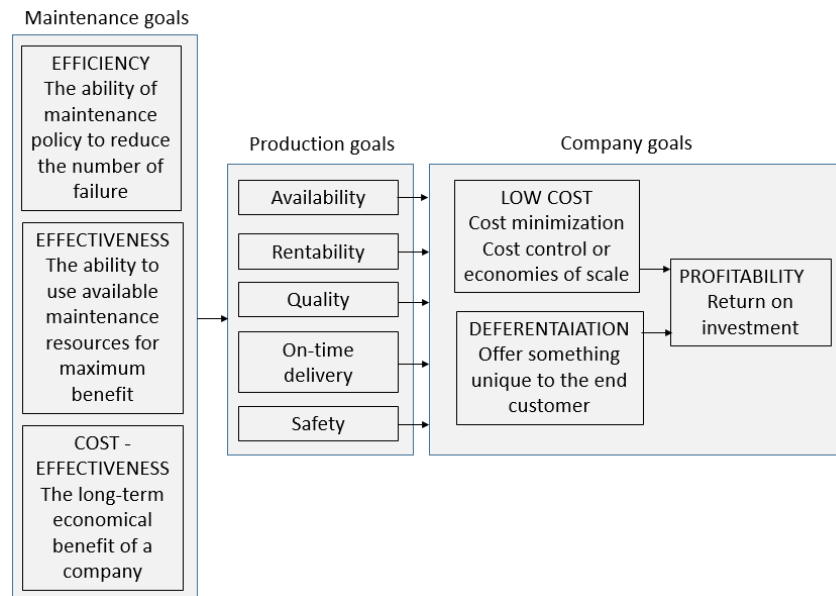 Maintenance goals
EFFICIENCY
The ability of
maintenance
policy to reduce
the number of
failure
EFFECTIVENESS
The ability to
use available
maintenance
resources for
maximum
benefit
COST -
EFFECTIVENESS
The long-term
economical
benefit of a
company
Production goals
Availability
Rentability
Quality
On-time
delivery
Safety
Company goals
LOW COST
Cost minimization
Cost control or
economies of scale
DEFERENTAIATION
Offer something
unique to the end
customer
PROFITABILITY
Return on
investment